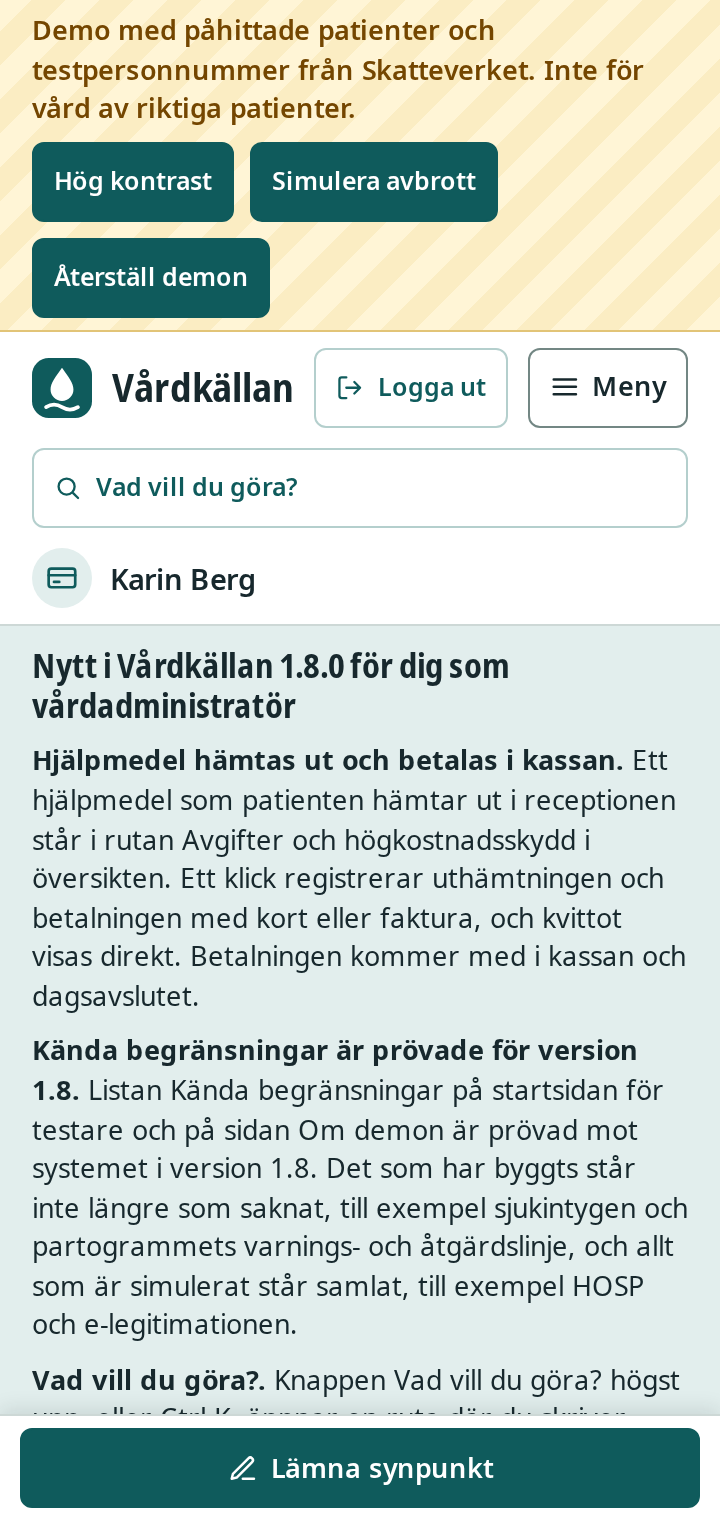 Demo med påhittade patienter och
testpersonnummer från Skatteverket. Inte för
vård av riktiga patienter.
Hög kontrast
Simulera avbrott
Återställ demon
Vårdkällan
Logga ut
Meny
Vad vill du göra?
Karin Berg
Nytt i Vårdkällan 1.8.0 för dig som
vårdadministratör
Hjälpmedel hämtas ut och betalas i kassan. Ett
hjälpmedel som patienten hämtar ut i receptionen
står i rutan Avgifter och högkostnadsskydd i
översikten. Ett klick registrerar uthämtningen och
betalningen med kort eller faktura, och kvittot
visas direkt. Betalningen kommer med i kassan och
dagsavslutet.
Kända begränsningar är prövade för version
1.8. Listan Kända begränsningar på startsidan för
testare och på sidan Om demon är prövad mot
systemet i version 1.8. Det som har byggts står
inte längre som saknat, till exempel sjukintygen och
partogrammets varnings- och åtgärdslinje, och allt
som är simulerat står samlat, till exempel HOSP
och e-legitimationen.
Vad vill du göra?. Knappen Vad vill du göra? högst
Lämna synpunkt